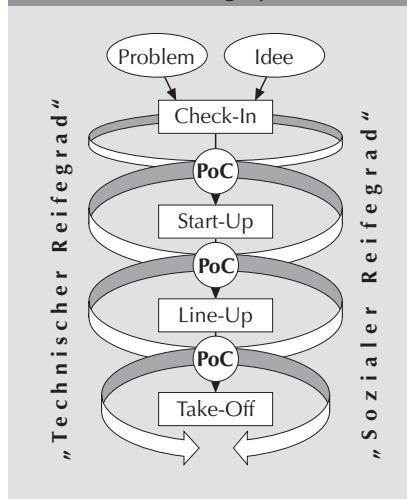 Problem
Idee
Check-In
PoC
Start-Up
PoC
Line-Up
PoC
Take-Off
„Technischer Reifegrad“
„Sozialer Reifegrad“